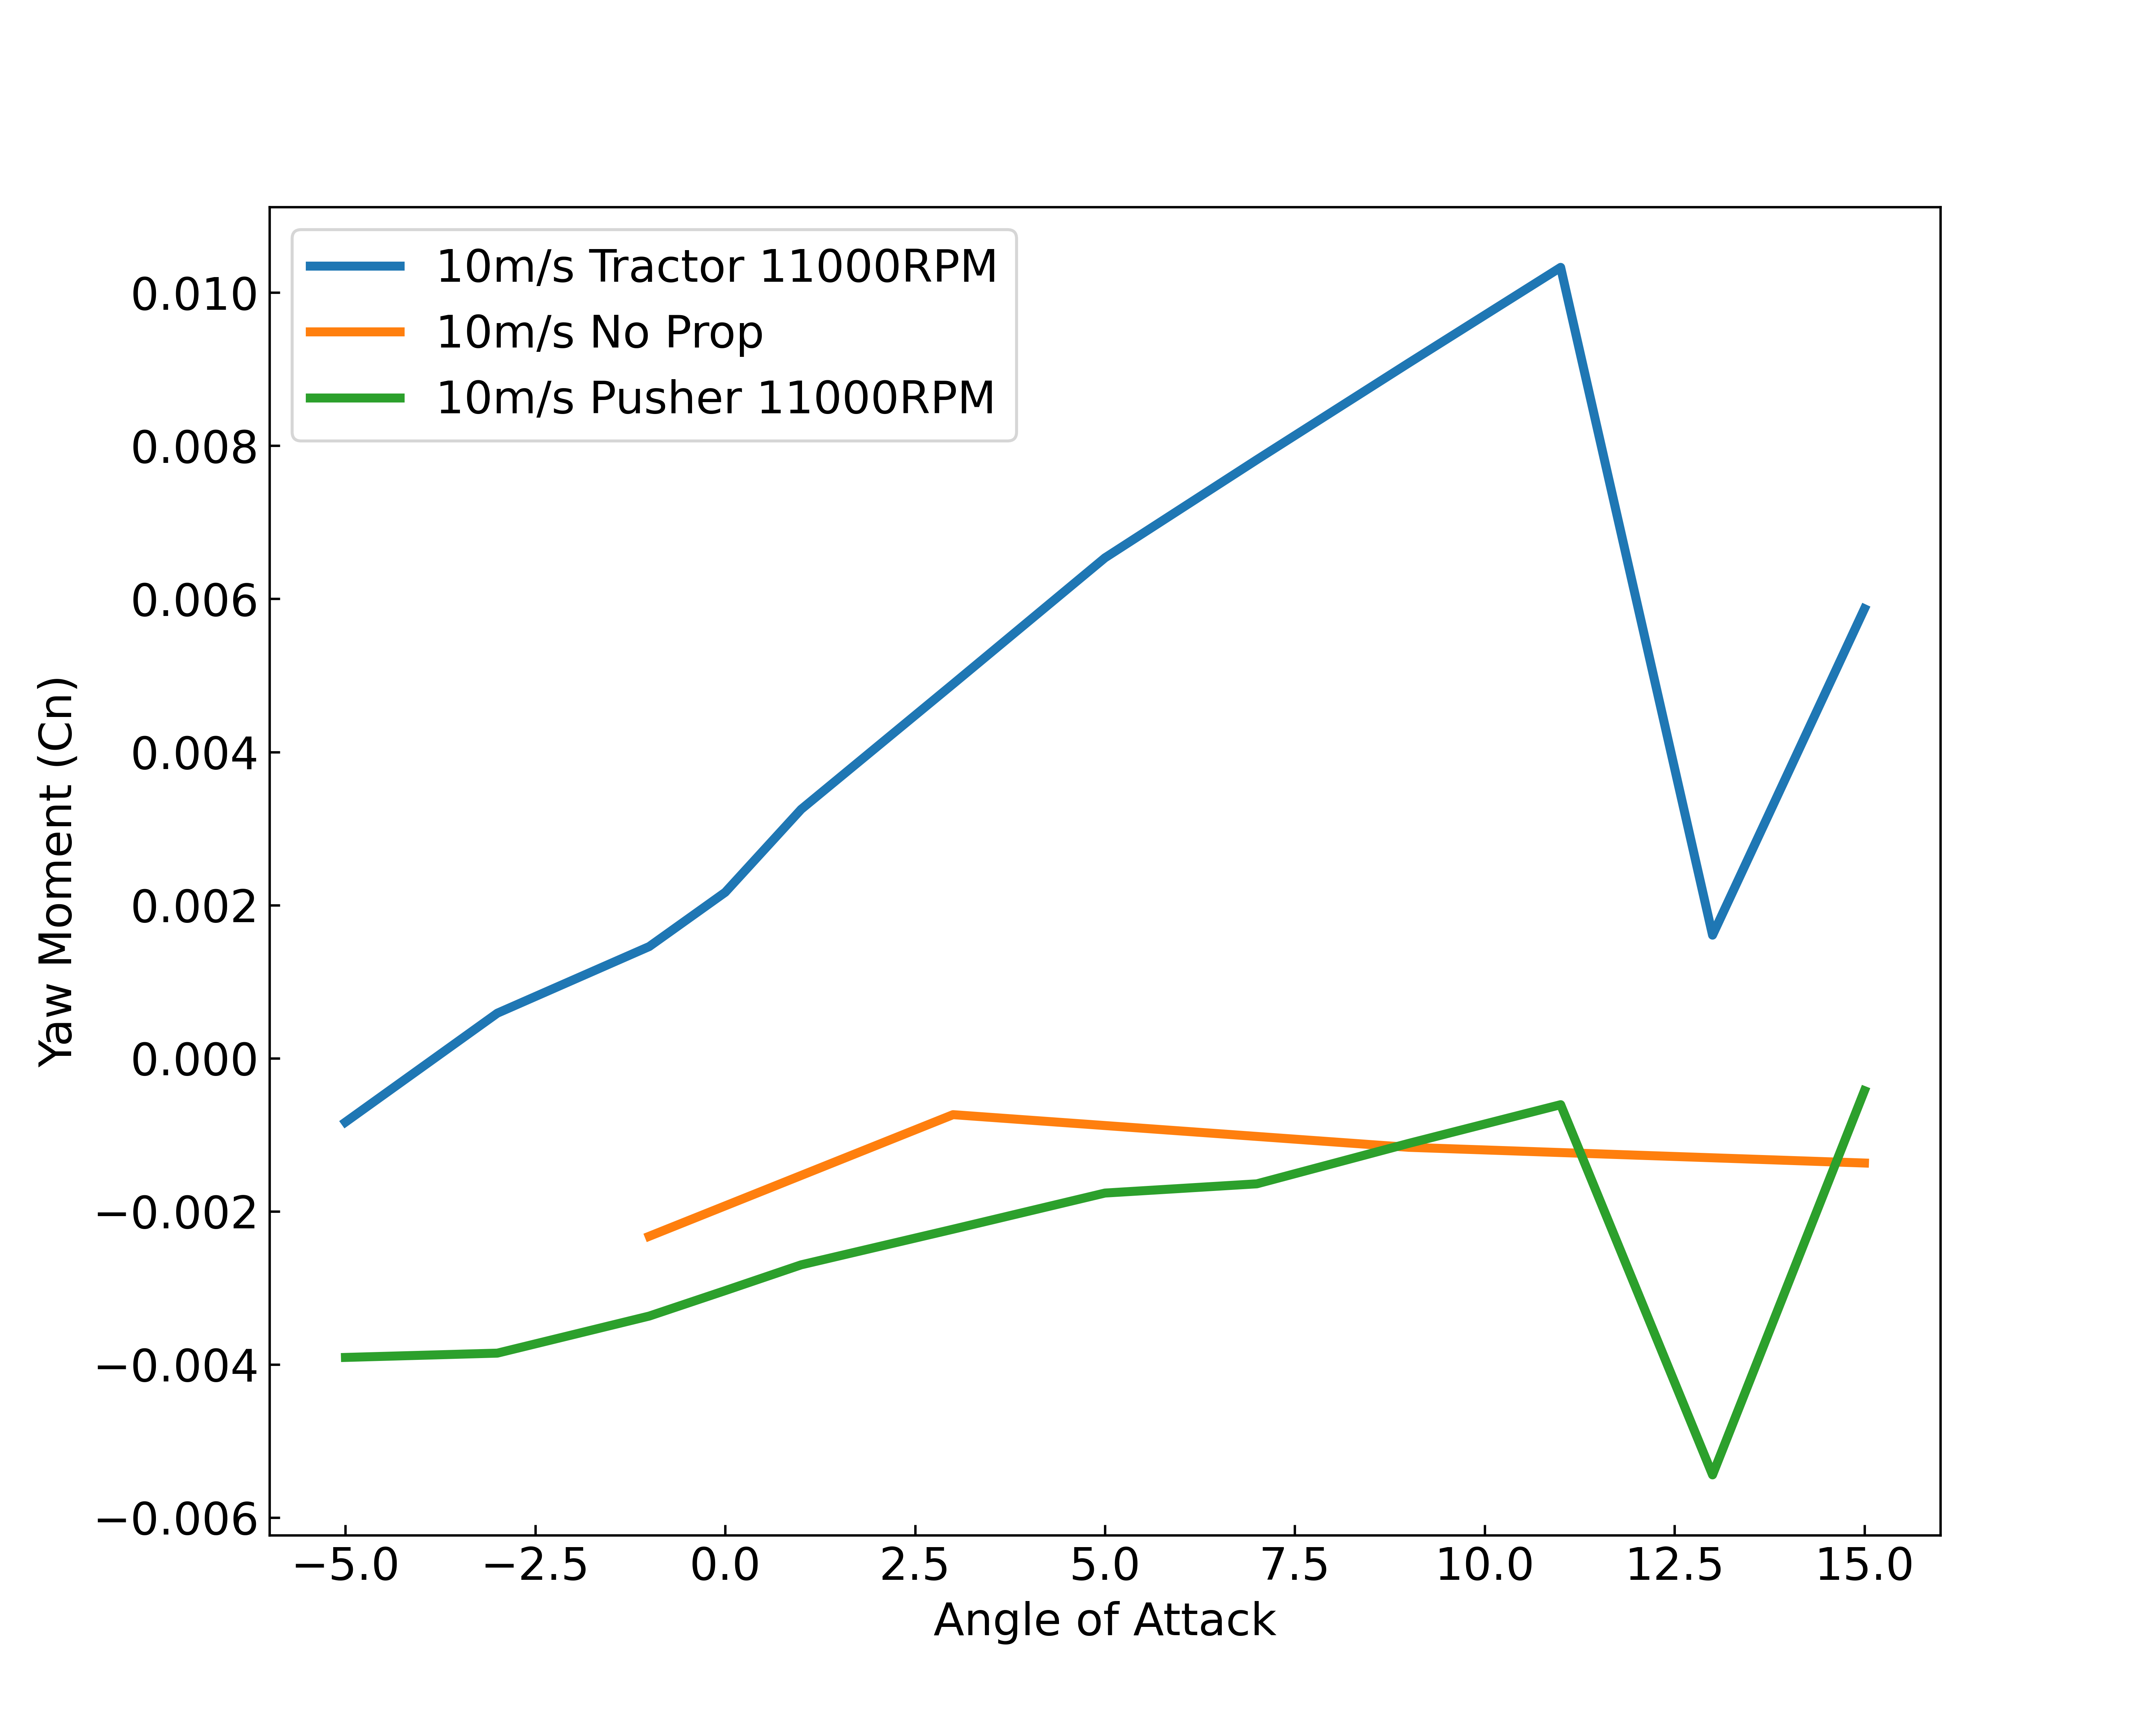 10m/s Tractor 11000RPM
10m/s No Prop
10m/s Pusher 11000RPM
0.010
0.008
0.006
0.004
0.002
0.000
−0.002
−0.004
−0.006
Yaw Moment (Cn)
−5.0 −2.5 0.0 2.5 5.0 7.5 10.0 12.5 15.0
Angle of Attack